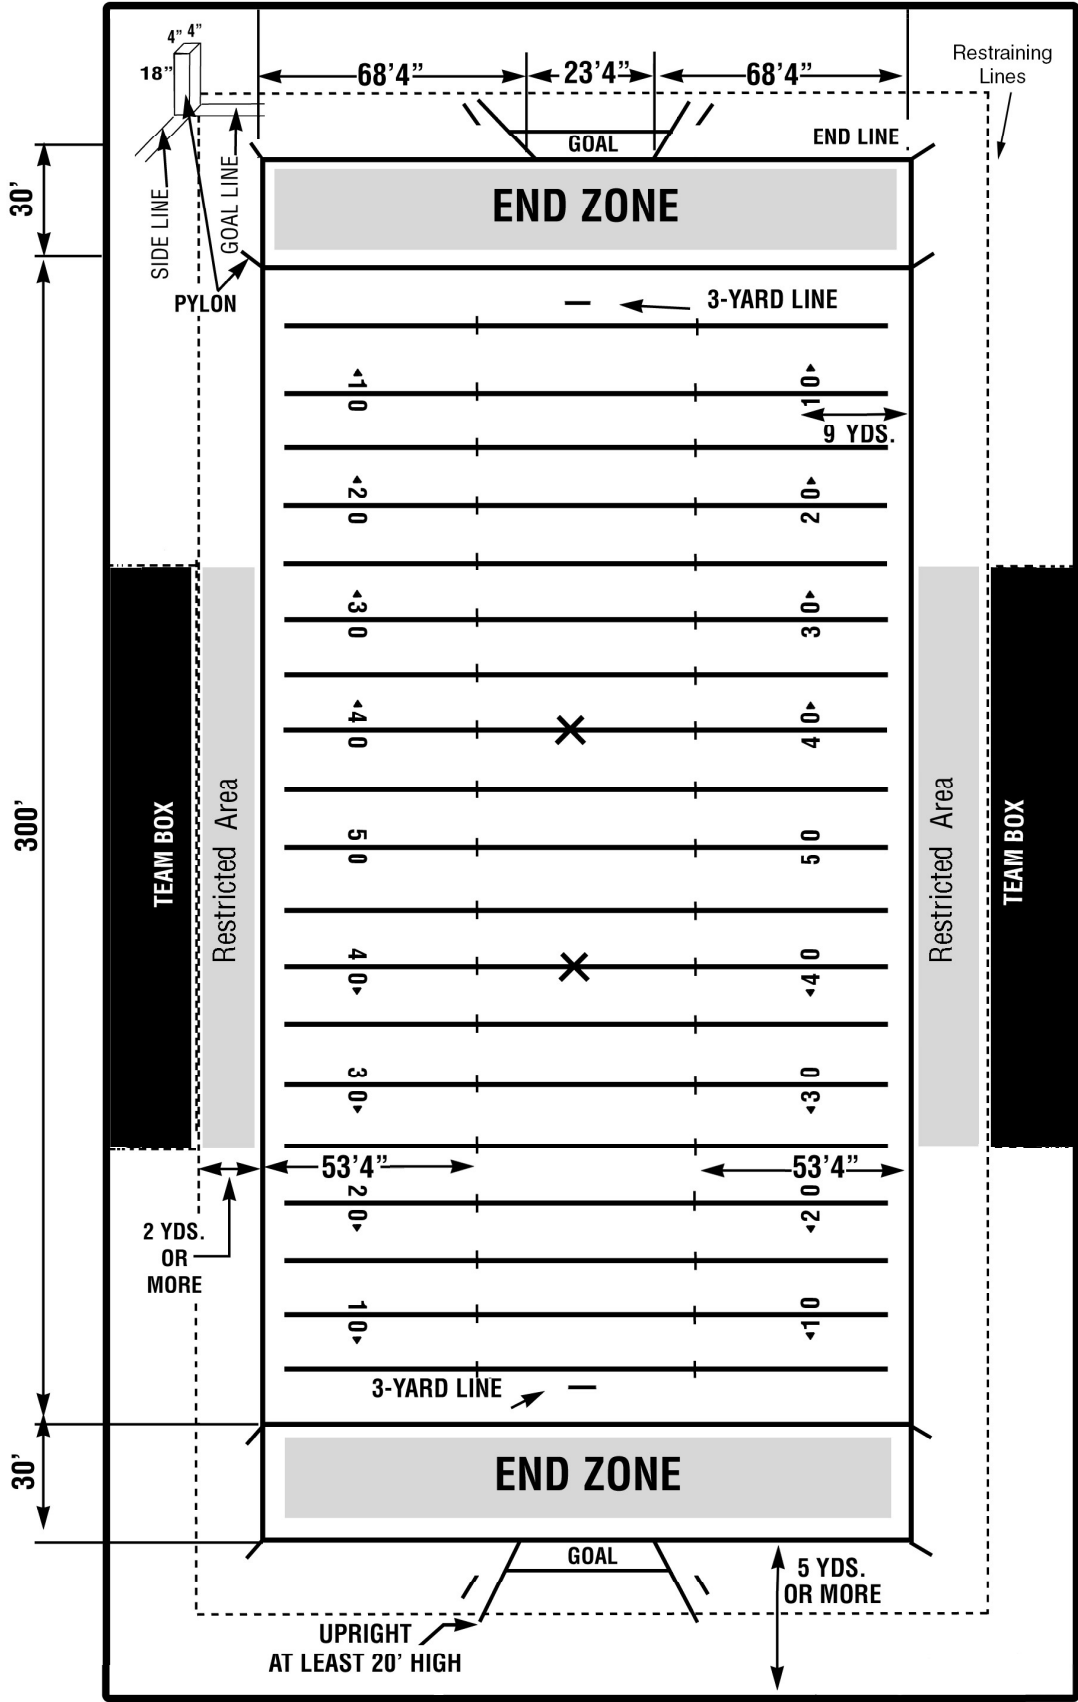 4” 4”
18”
68’4” 23’4” 68’4”
Restraining
Lines
GOAL
END LINE
30’
END ZONE
SIDE LINE
GOAL LINE
PYLON
3-YARD LINE
10 10
9 YDS.
20 20
30 30
40 40
300’
TEAM BOX
Restricted Area
50 50
Restricted Area
TEAM BOX
40 40
30 30
53’4” 53’4”
20 20
2 YDS.
OR
MORE
10 10
3-YARD LINE
30’
END ZONE
GOAL
5 YDS.
OR MORE
UPRIGHT
AT LEAST 20’ HIGH